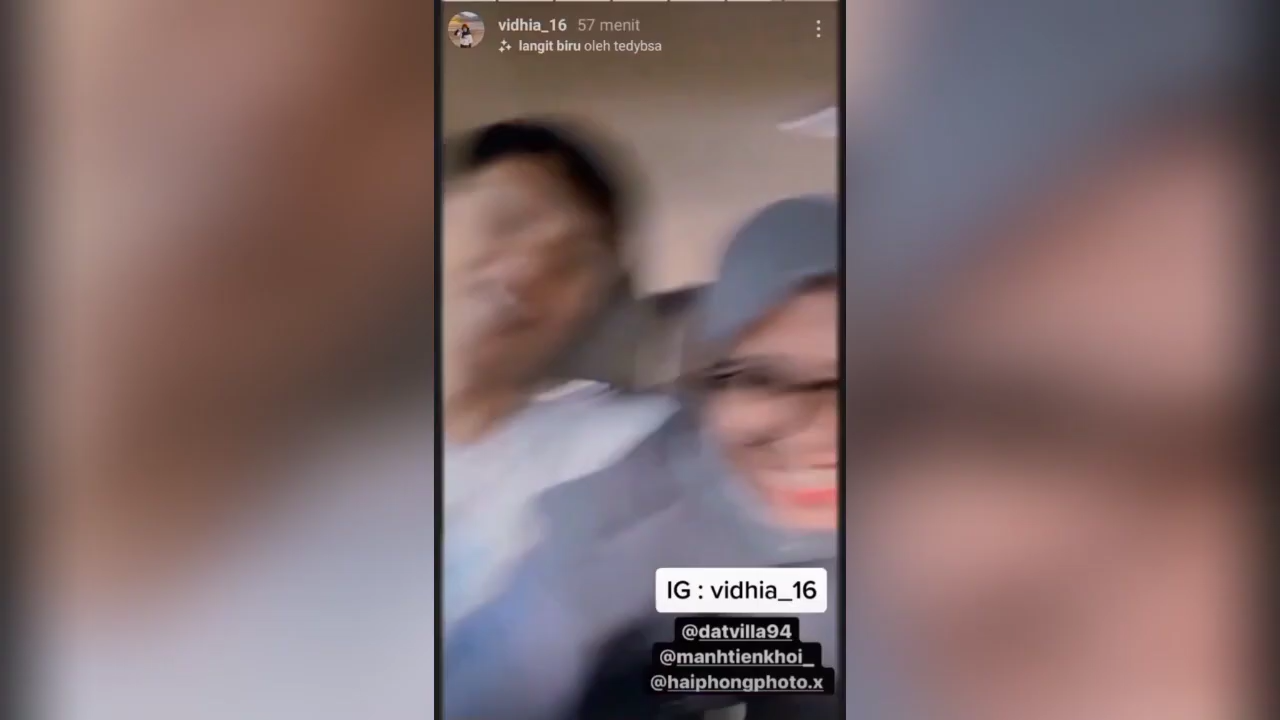 vidhia_16 57 menit
langit biru oleh tedybsa
IG : vidhia_16
@datvilla94
@manhtienkhoi_
@haiphongphoto.x